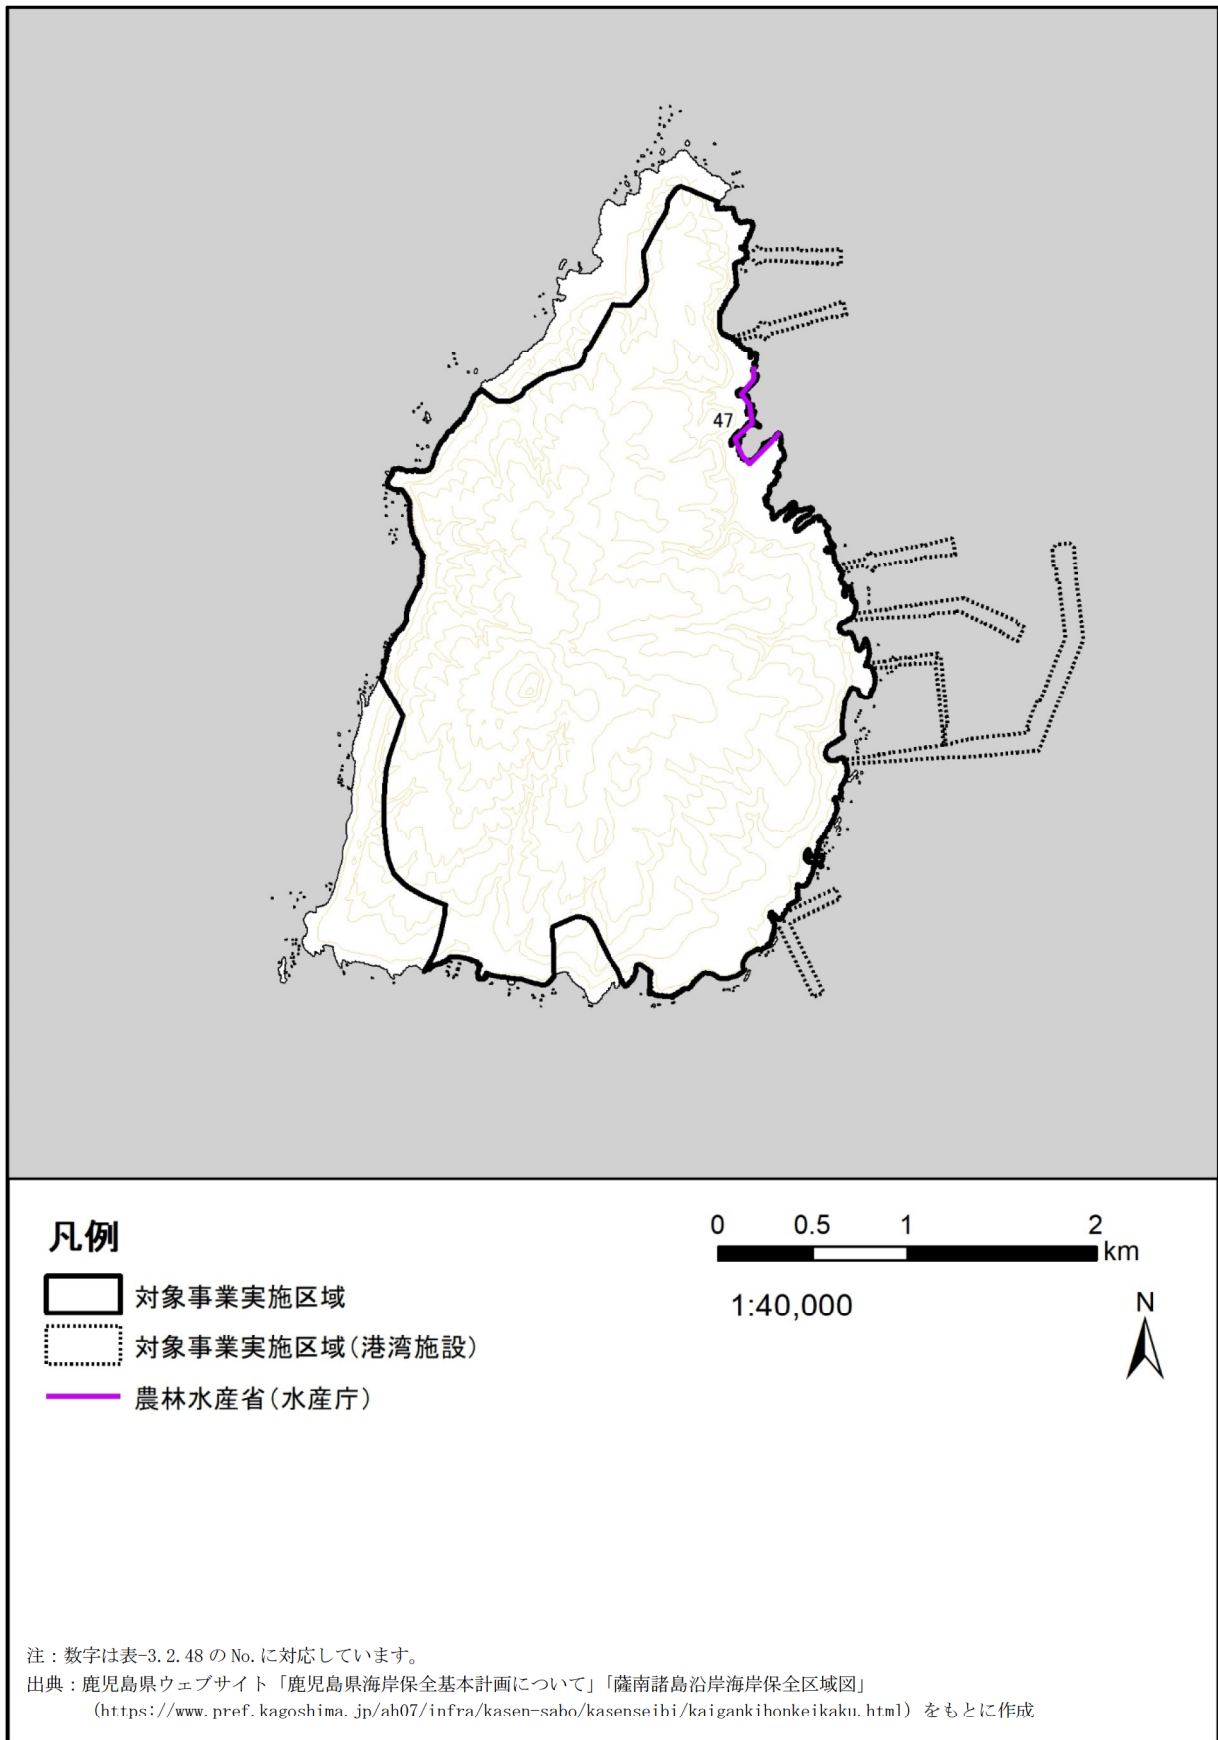 47
凡例
対象事業実施区域
対象事業実施区域(港湾施設)
農林水産省(水産庁)
0 0.5 1 2
km
1:40,000
N
注：数字は表-3.2.48 の No.に対応しています。
出典：鹿児島県ウェブサイト「鹿児島県海岸保全基本計画について」「薩南諸島沿岸海岸保全区域図」
（https://www.pref.kagoshima.jp/ah07/infra/kasen-sabo/kasenseibi/kaigankihonkeikaku.html）をもとに作成